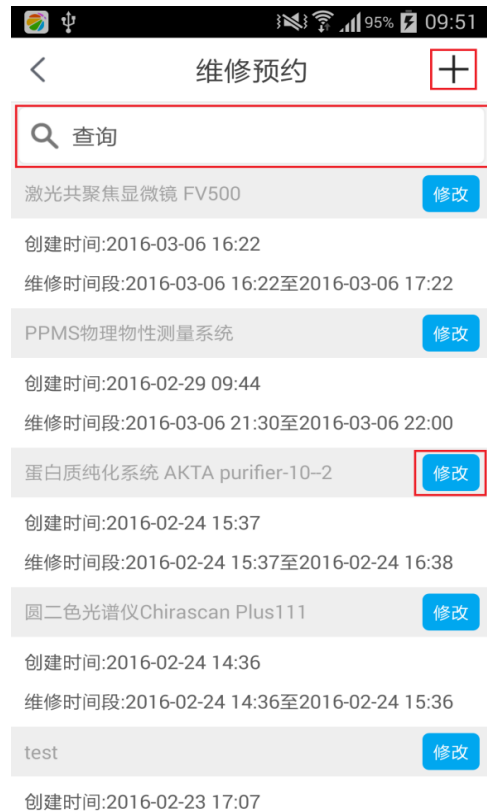 95% 09:51
维修预约
查询
激光共聚焦显微镜 FV500 修改
创建时间:2016-03-06 16:22
维修时间段:2016-03-06 16:22至2016-03-06 17:22
PPMS物理物性测量系统 修改
创建时间:2016-02-29 09:44
维修时间段:2016-03-06 21:30至2016-03-06 22:00
蛋白质纯化系统 AKTA purifier-10--2 修改
创建时间:2016-02-24 15:37
维修时间段:2016-02-24 15:37至2016-02-24 16:38
圆二色光谱仪Chirascan Plus111 修改
创建时间:2016-02-24 14:36
维修时间段:2016-02-24 14:36至2016-02-24 15:36
test 修改
创建时间:2016-02-23 17:07